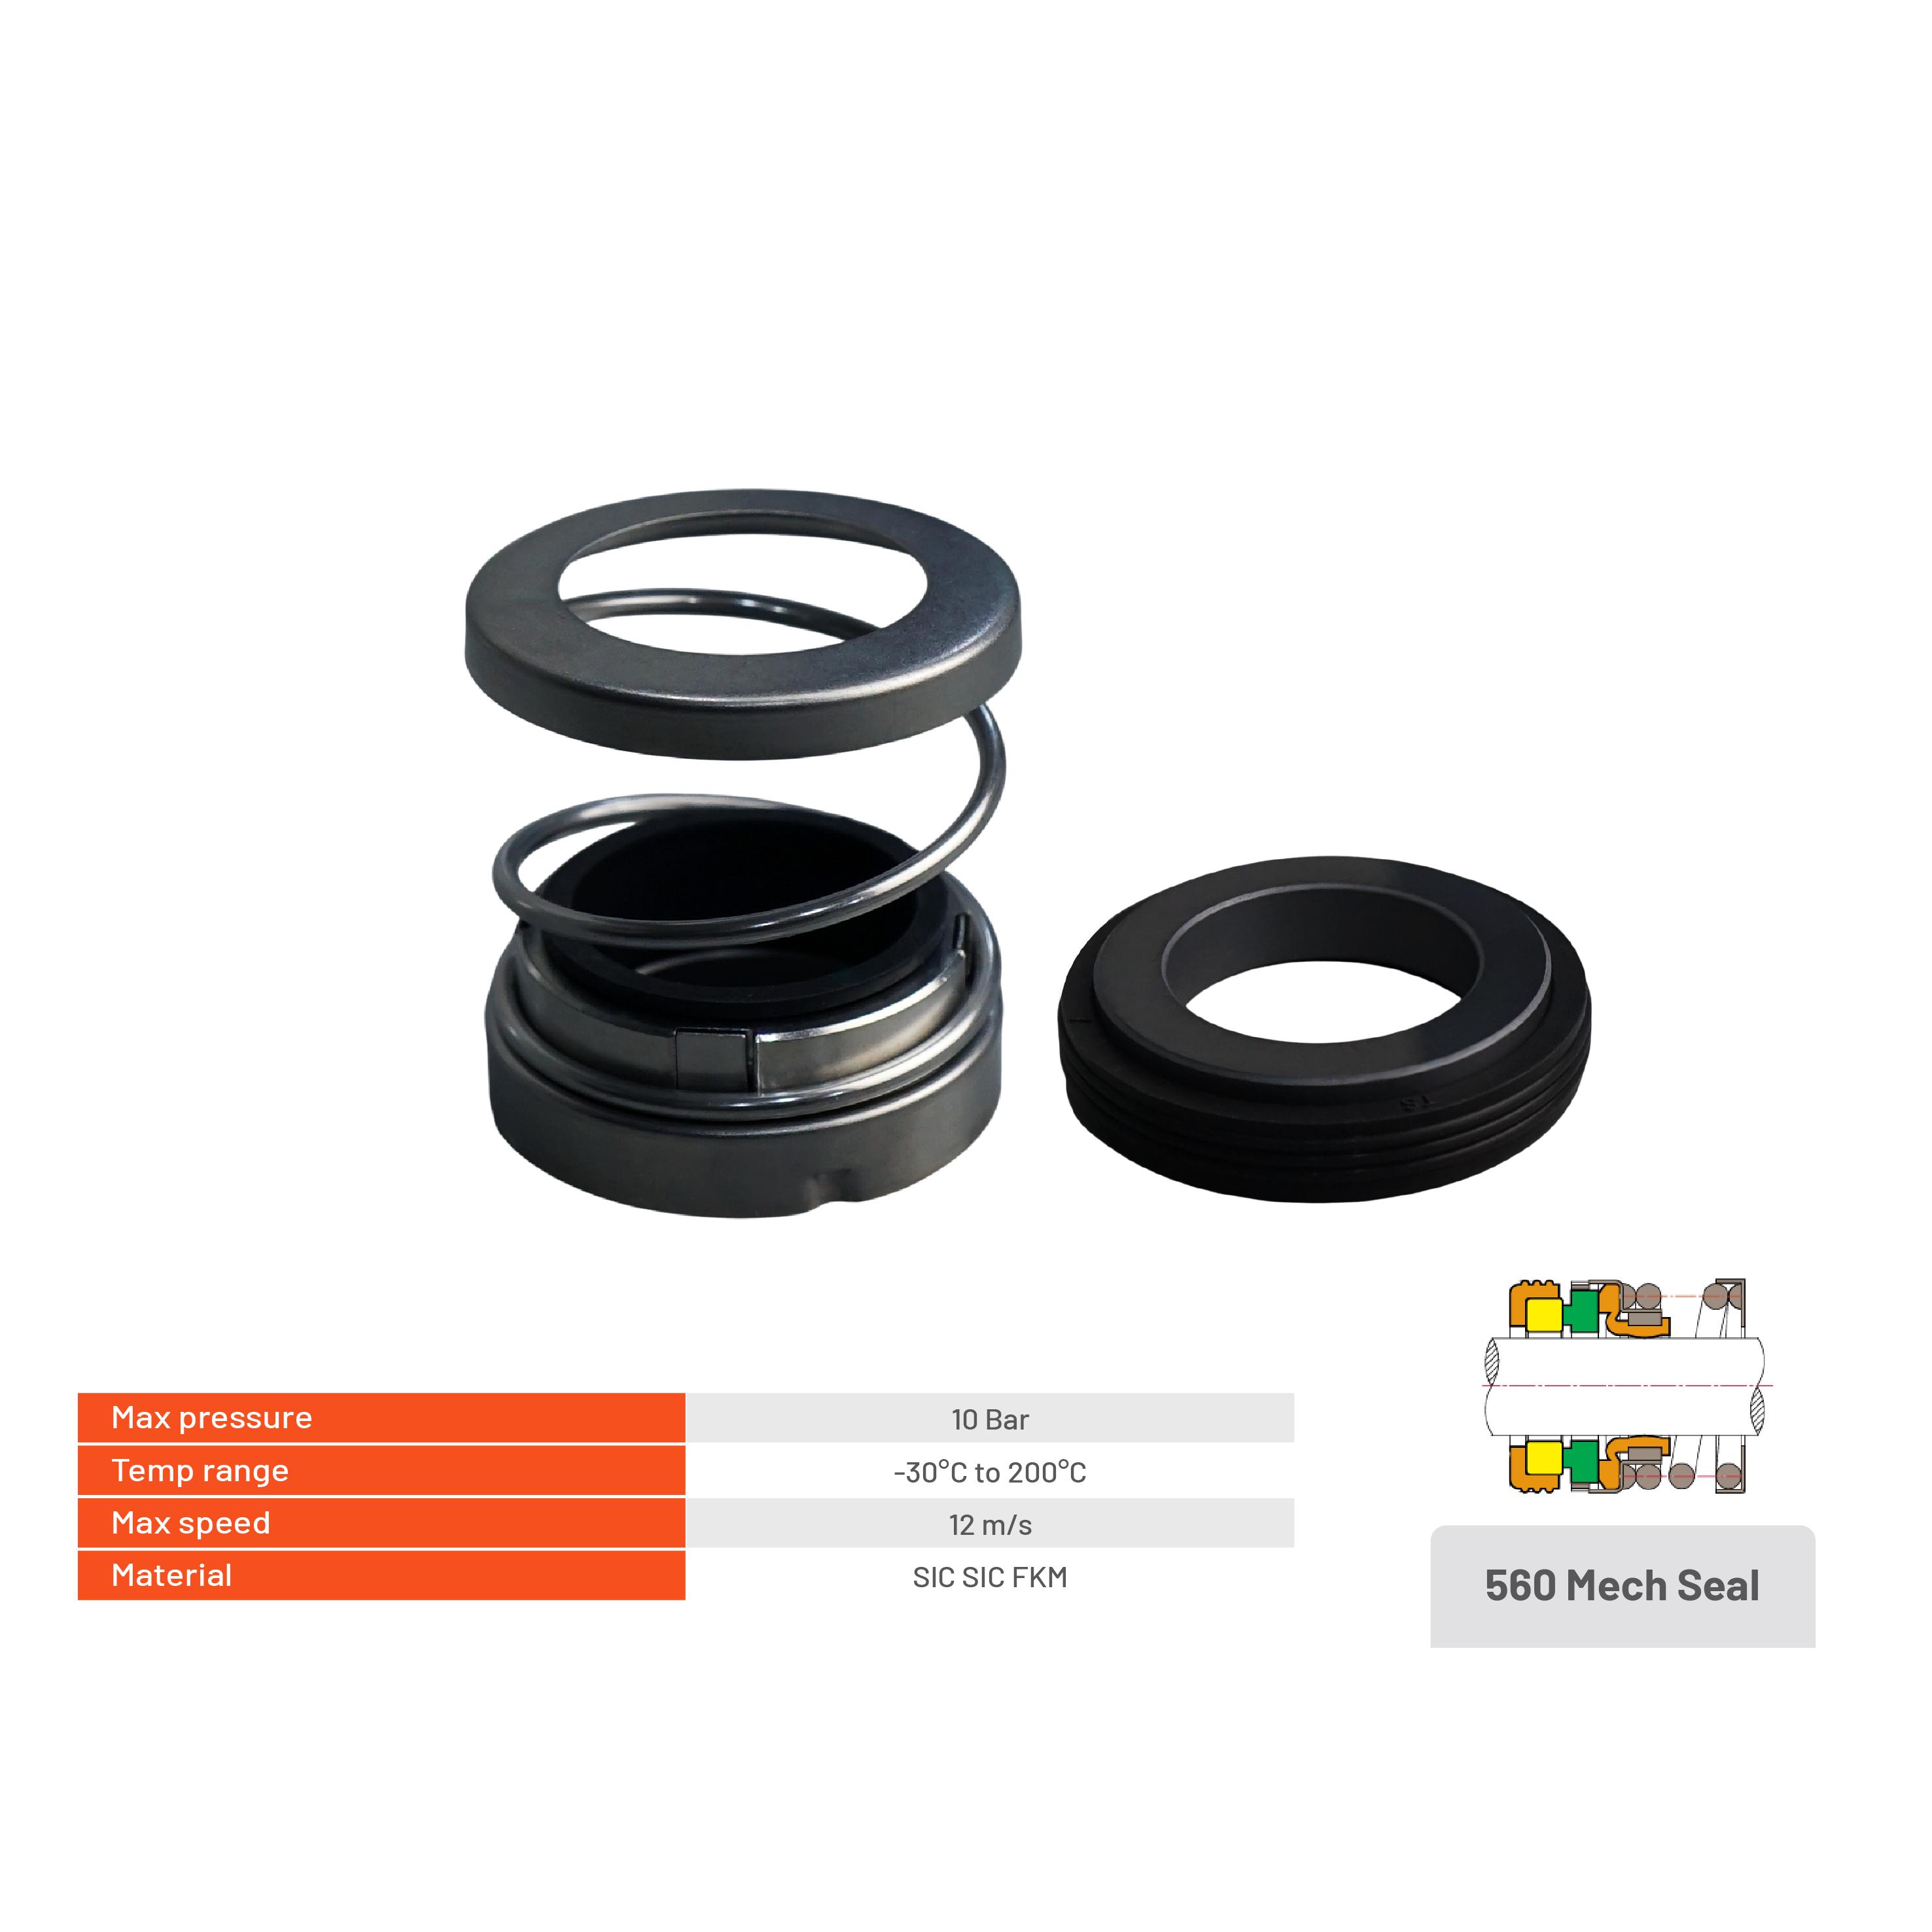 Max pressure 10 Bar
Temp range -30°C to 200°C
Max speed 12 m/s
Material SIC SIC FKM
560 Mech Seal